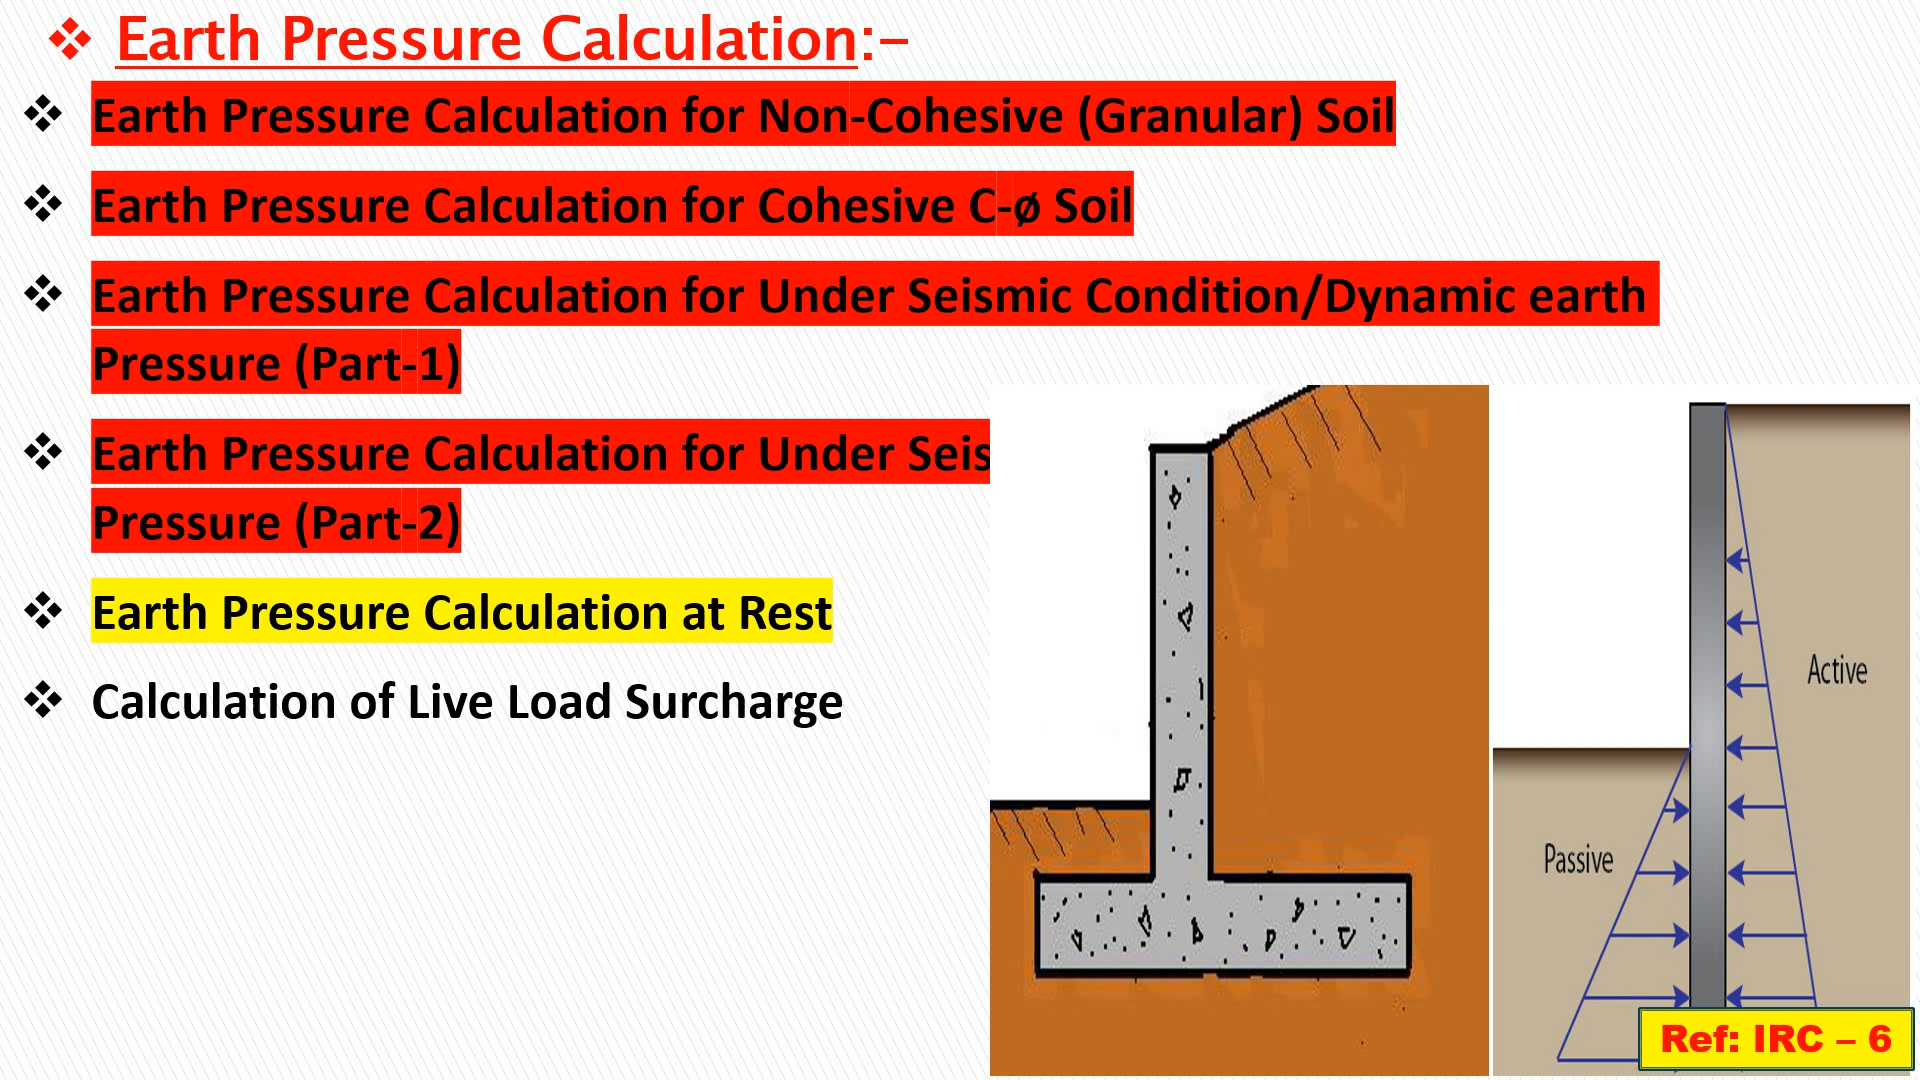 ❖ Earth Pressure Calculation:–
❖ Earth Pressure Calculation for Non-Cohesive (Granular) Soil
❖ Earth Pressure Calculation for Cohesive C-ø Soil
❖ Earth Pressure Calculation for Under Seismic Condition/Dynamic earth
Pressure (Part-1)
❖ Earth Pressure Calculation for Under Seis
Pressure (Part-2)
❖ Earth Pressure Calculation at Rest
❖ Calculation of Live Load Surcharge
Active
Passive
Ref: IRC – 6